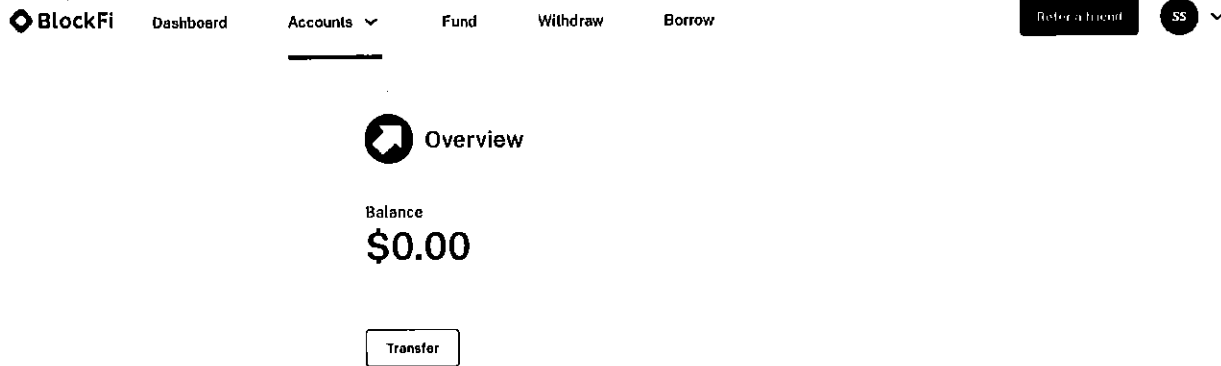 BlockFi Dashboard Accounts Fund Withdraw Borrow Refer a friend SS
Overview
Balance
$0.00
Transfer